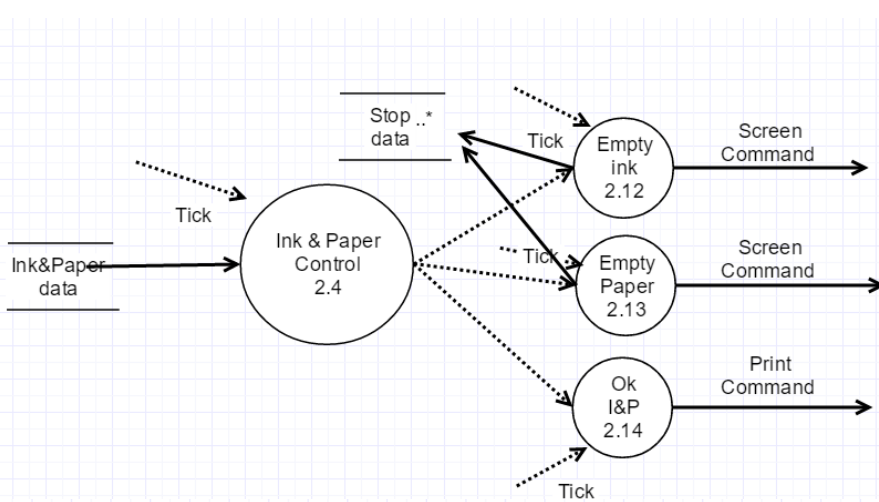 Stop ..*
data
Tick
Empty
ink
2.12
Screen
Command
Tick
Ink & Paper
Control
2.4
Ink&Paper
data
Tick
Empty
Paper
2.13
Screen
Command
Ok
I&P
2.14
Print
Command
Tick